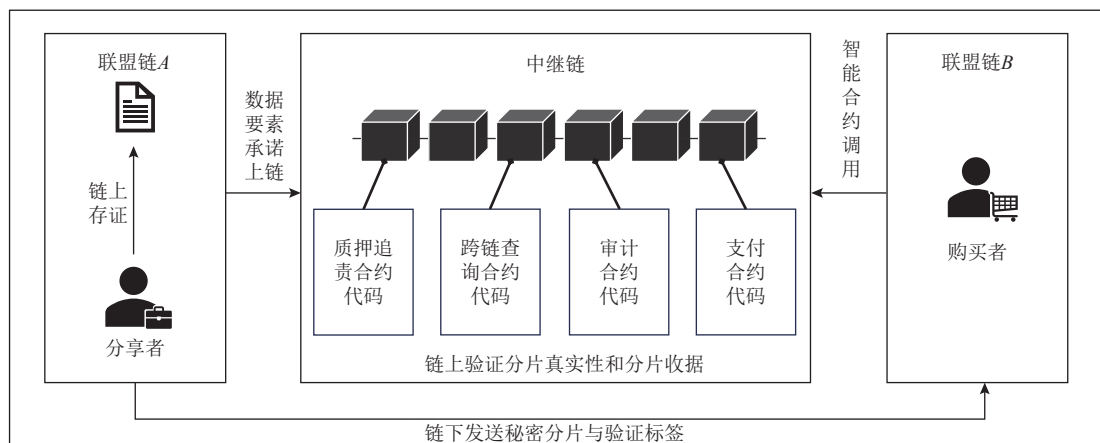 联盟链A
链上
存证
分享者
数据
要素
承诺
上链
中继链
质押追
责合约
代码
跨链查
询合约
代码
审计
合约
代码
支付
合约
代码
链上验证分片真实性和分片收据
智
能
合
约
调
用
联盟链B
购买者
链下发送秘密分片与验证标签